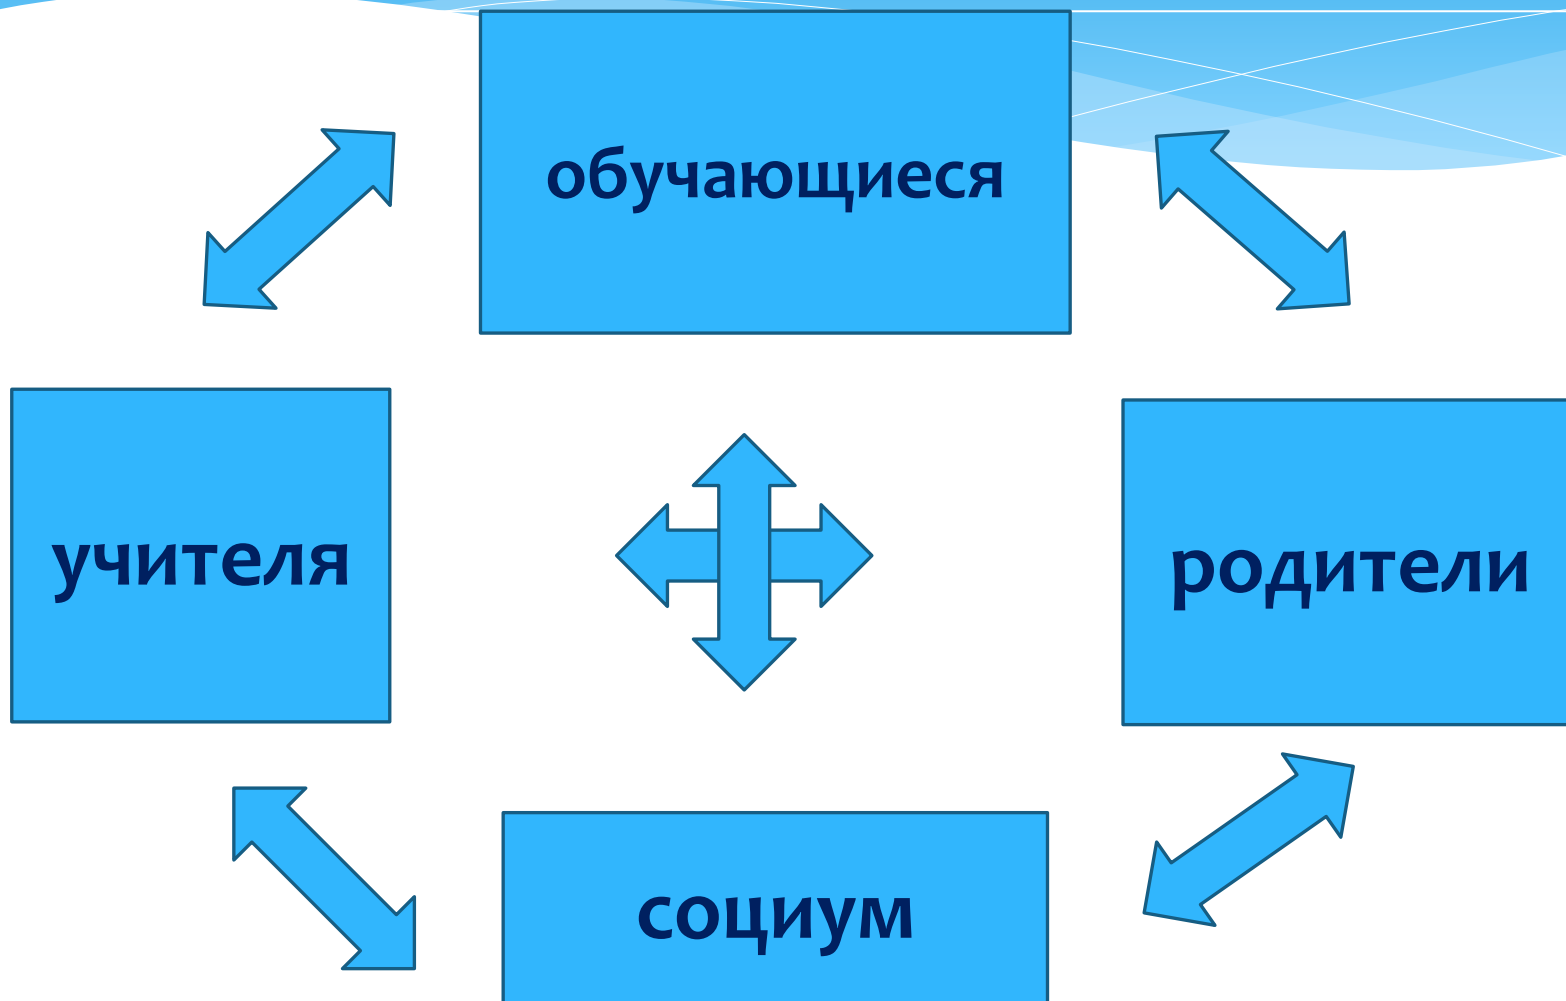 обучающиеся
учителя
родители
социум